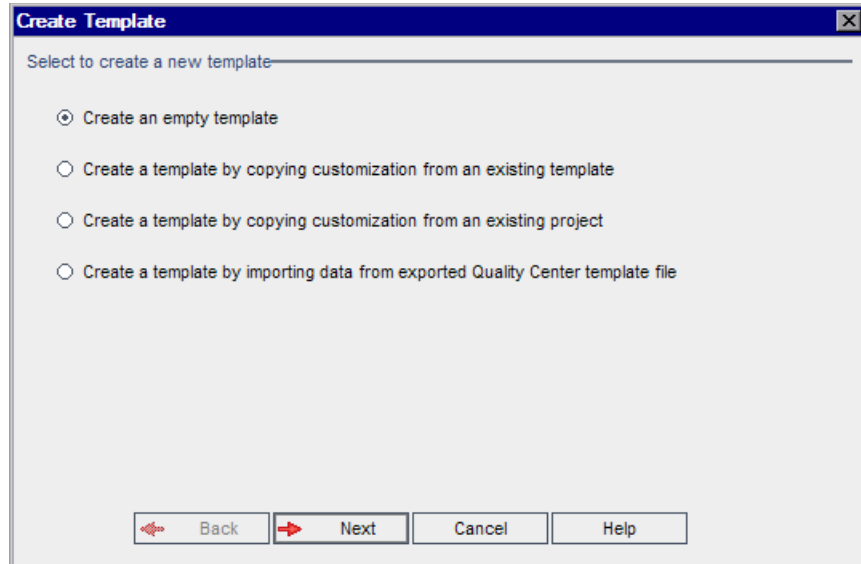 Create Template
Select to create a new template
Create an empty template
Create a template by copying customization from an existing template
Create a template by copying customization from an existing project
Create a template by importing data from exported Quality Center template file
Back Next Cancel Help